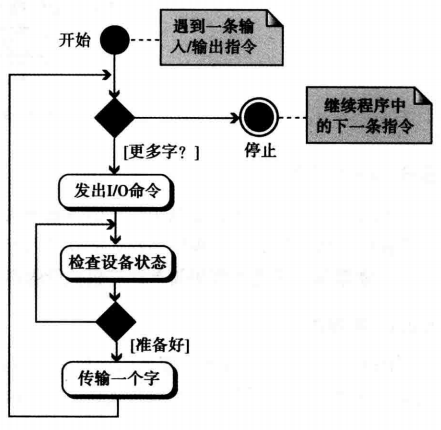 开始
遇到一条输
入/输出指令
继续程序中
的下一条指令
停止
[更多字？]
发出I/O命令
检查设备状态
[准备好]
传输一个字